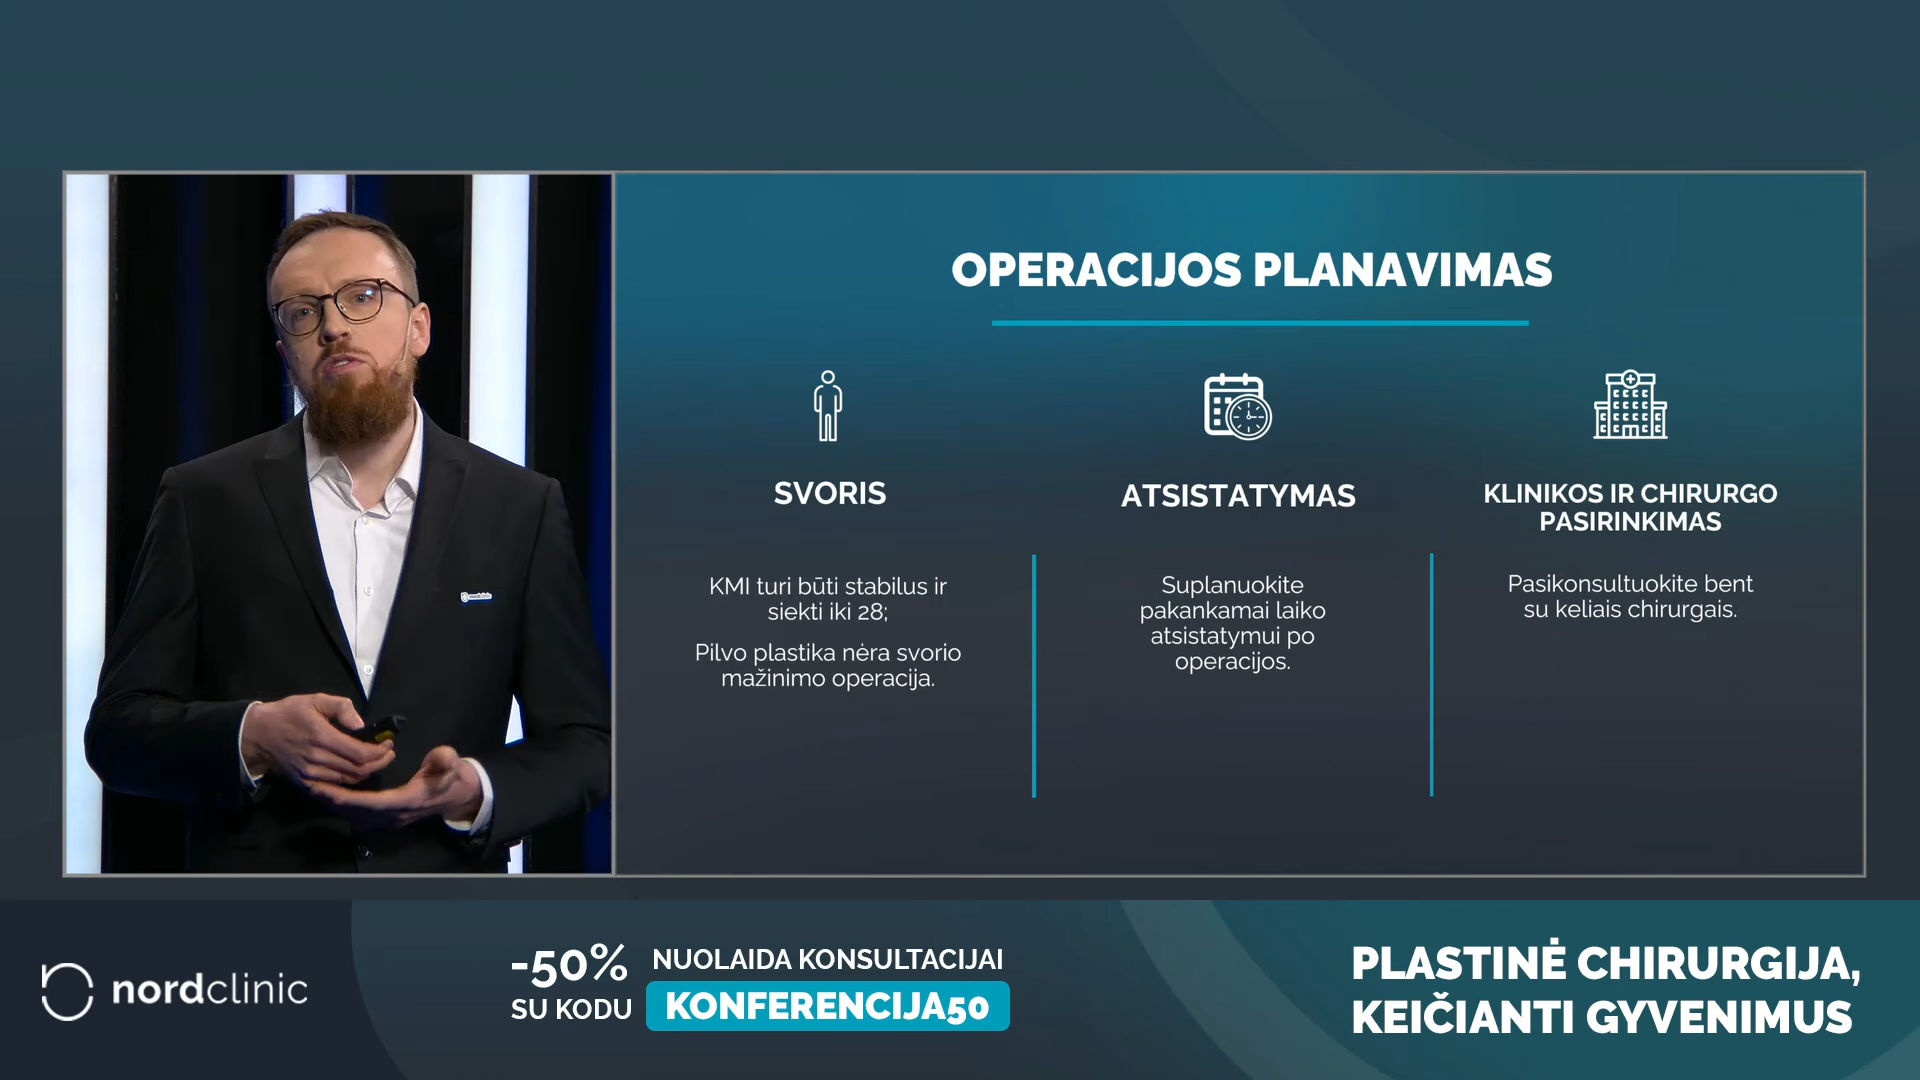 OPERACIJOS PLANAVIMAS
SVORIS
KMI turi būti stabilus ir
siekti iki 28;
Pilvo plastika nėra svorio
mažinimo operacija.
ATSISTATYMAS
Suplanuokite
pakankamai laiko
atsistatymui po
operacijos.
KLINIKOS IR CHIRURGO
PASIRINKIMAS
Pasikonsultuokite bent
su keliais chirurgais.
nordclinic
nordclinic
-50% NUOLAIDA KONSULTACIJAI
SU KODU KONFERENCIJA50
PLASTINĖ CHIRURGIJA,
KEIČIANTI GYVENIMUS